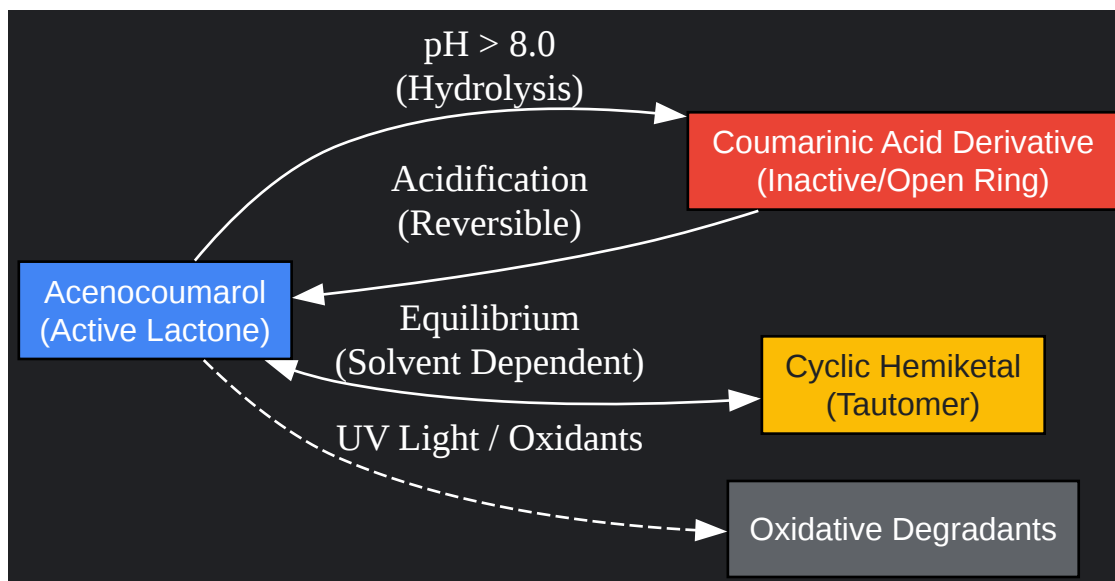 pH > 8.0
(Hydrolysis)
Coumarinic Acid Derivative
(Inactive/Open Ring)
Acidification
(Reversible)
Acenocoumarol
(Active Lactone)
Equilibrium
(Solvent Dependent)
Cyclic Hemiketal
(Tautomer)
UV Light / Oxidants
Oxidative Degradants